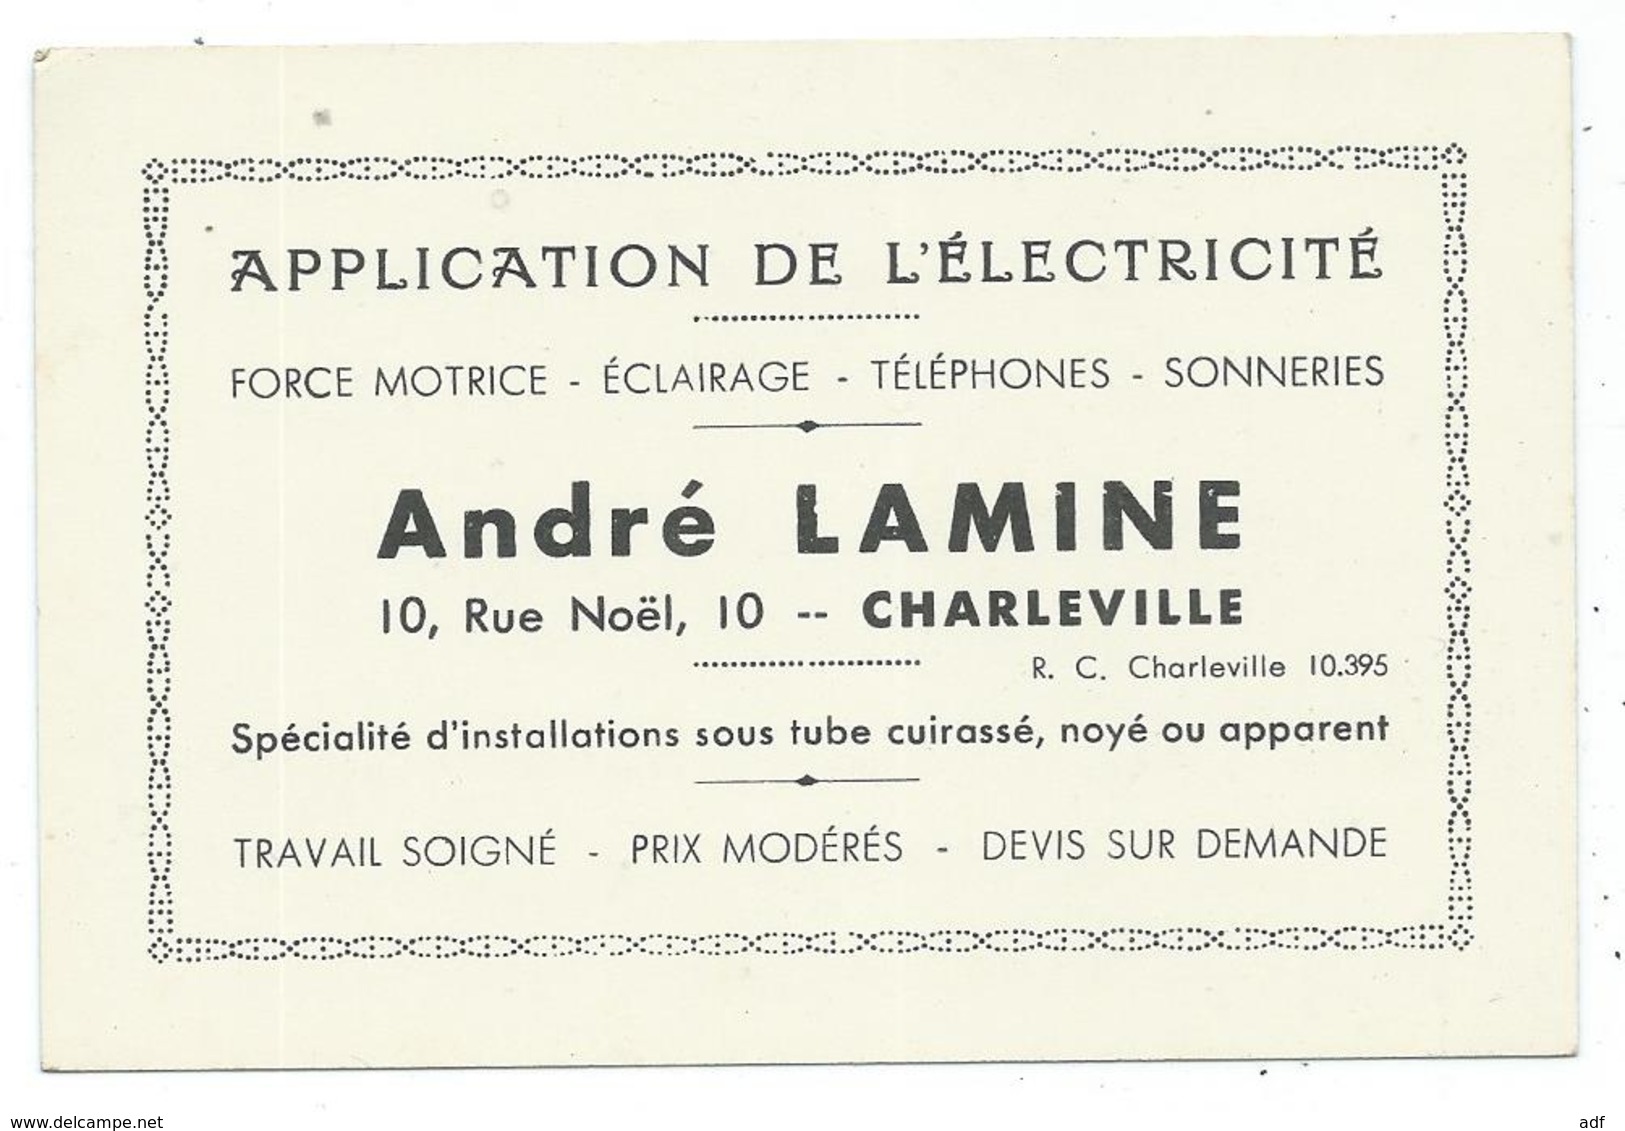 APPLICATION DE L'ÉLECTRICITÉ
FORCE MOTRICE - ÉCLAIRAGE - TÉLÉPHONES - SONNERIES
André LAMINE
10, Rue Noël, 10 -- CHARLEVILLE
R. C. Charleville 10.395
Spécialité d'installations sous tube cuirassé, noyé ou apparent
TRAVAIL SOIGNÉ - PRIX MODÉRÉS - DEVIS SUR DEMANDE
www.delcampe.net
adf